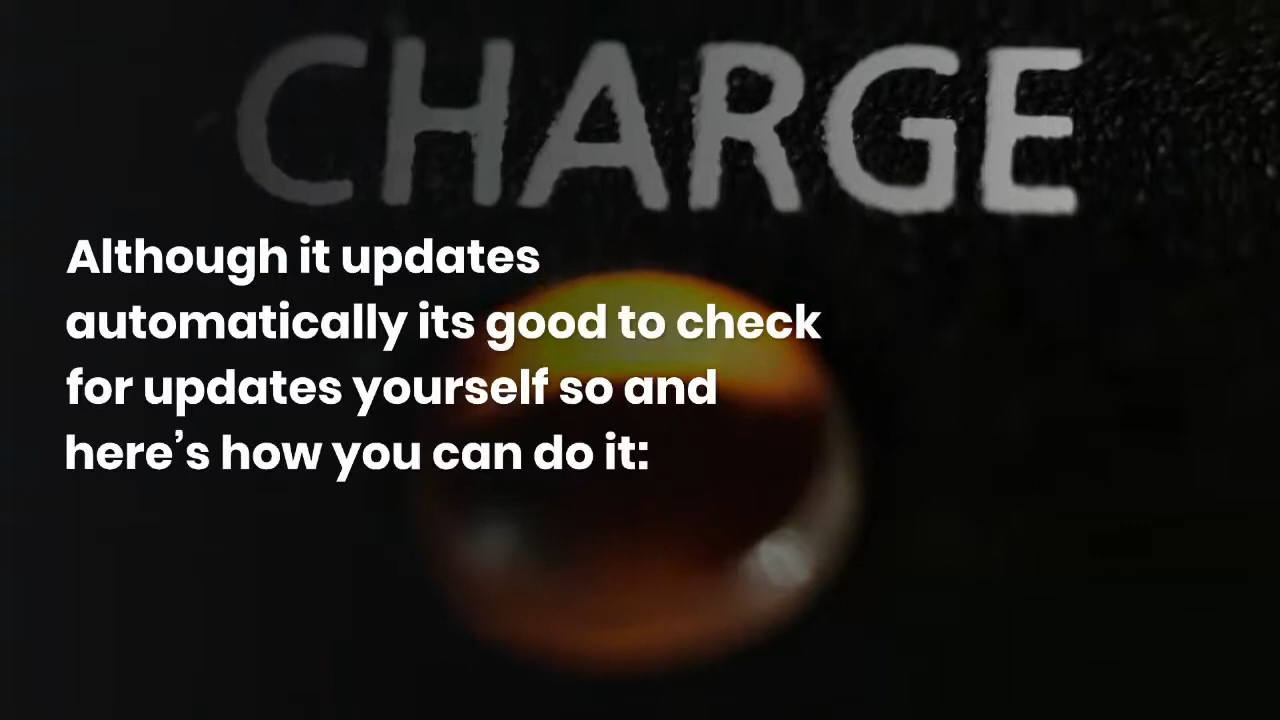 CHARGE
Although it updates
automatically its good to check
for updates yourself so and
here’s how you can do it: